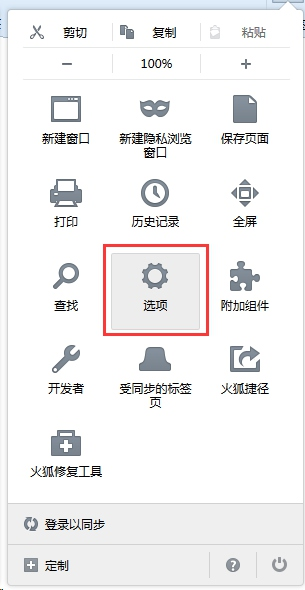 剪切 复制 粘贴
− 100% +
新建窗口 新建隐私浏览 保存页面
窗口
打印 历史记录 全屏
查找 选项 附加组件
开发者 受同步的标签 火狐捷径
页
火狐修复工具
登录以同步
定制 ?